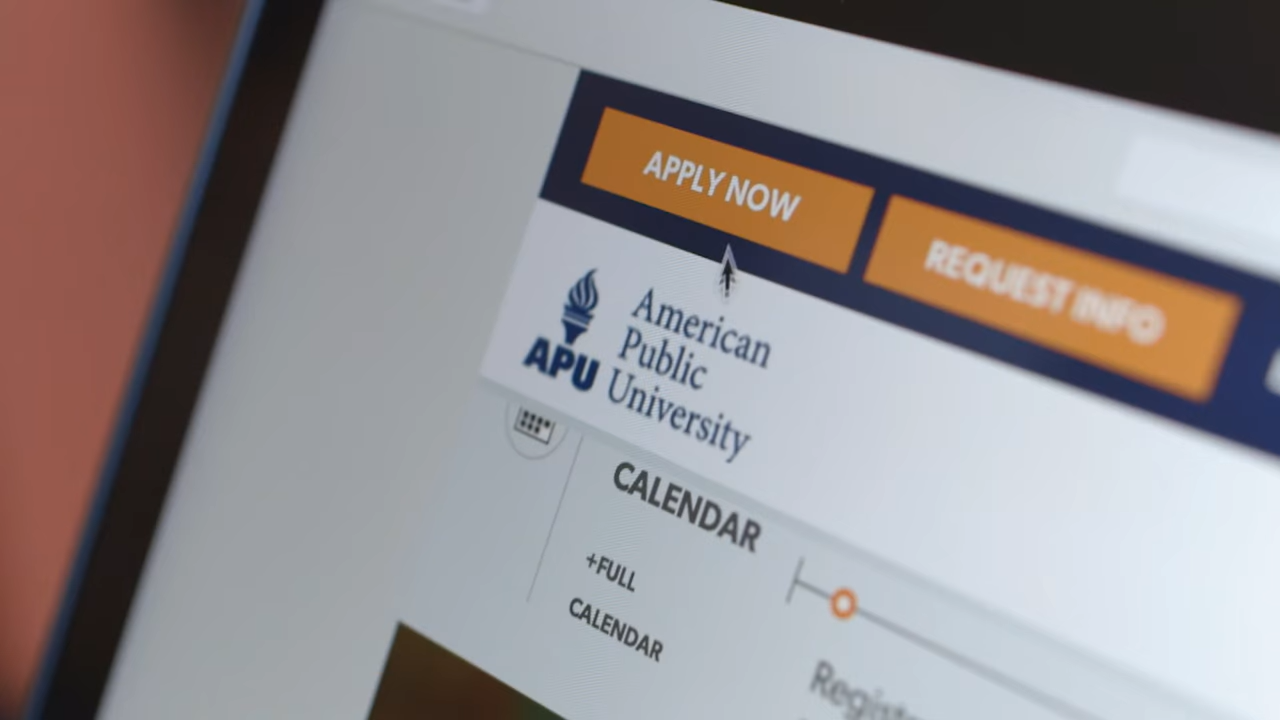 APPLY NOW
REQUEST INFO
APU
American
Public
University
CALENDAR
+FULL
CALENDAR